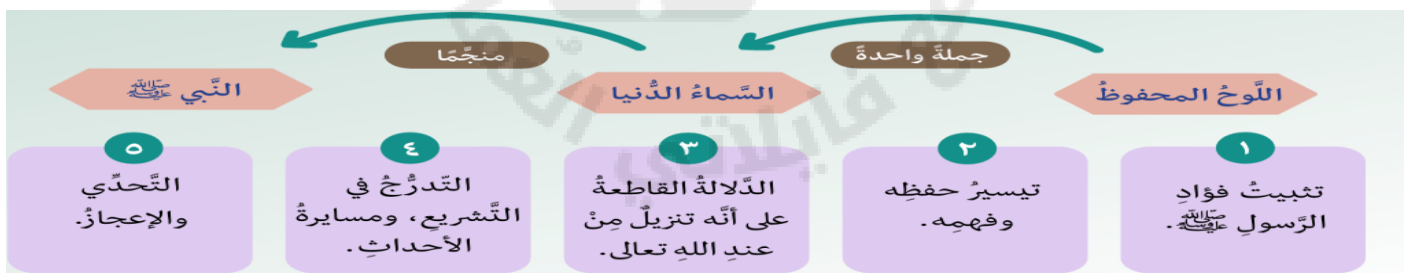 جملةً واحدةً
منجَّمًا
اللَّوحُ المحفوظُ
السَّماءُ الدُّنيا
النَّبي ﷺ
١
تثبيتُ فؤادِ
الرَّسولِ ﷺ.
٢
تيسيرُ حفظِه
وفهمِه.
٣
الدَّلالةُ القاطعةُ
على أنَّه تنزيلٌ مِنْ
عندِ اللهِ تعالى.
٤
التّدرُّجُ في
التَّشريعِ، ومسايرةُ
الأحداثِ.
٥
التَّحدِّي
والإعجازُ.